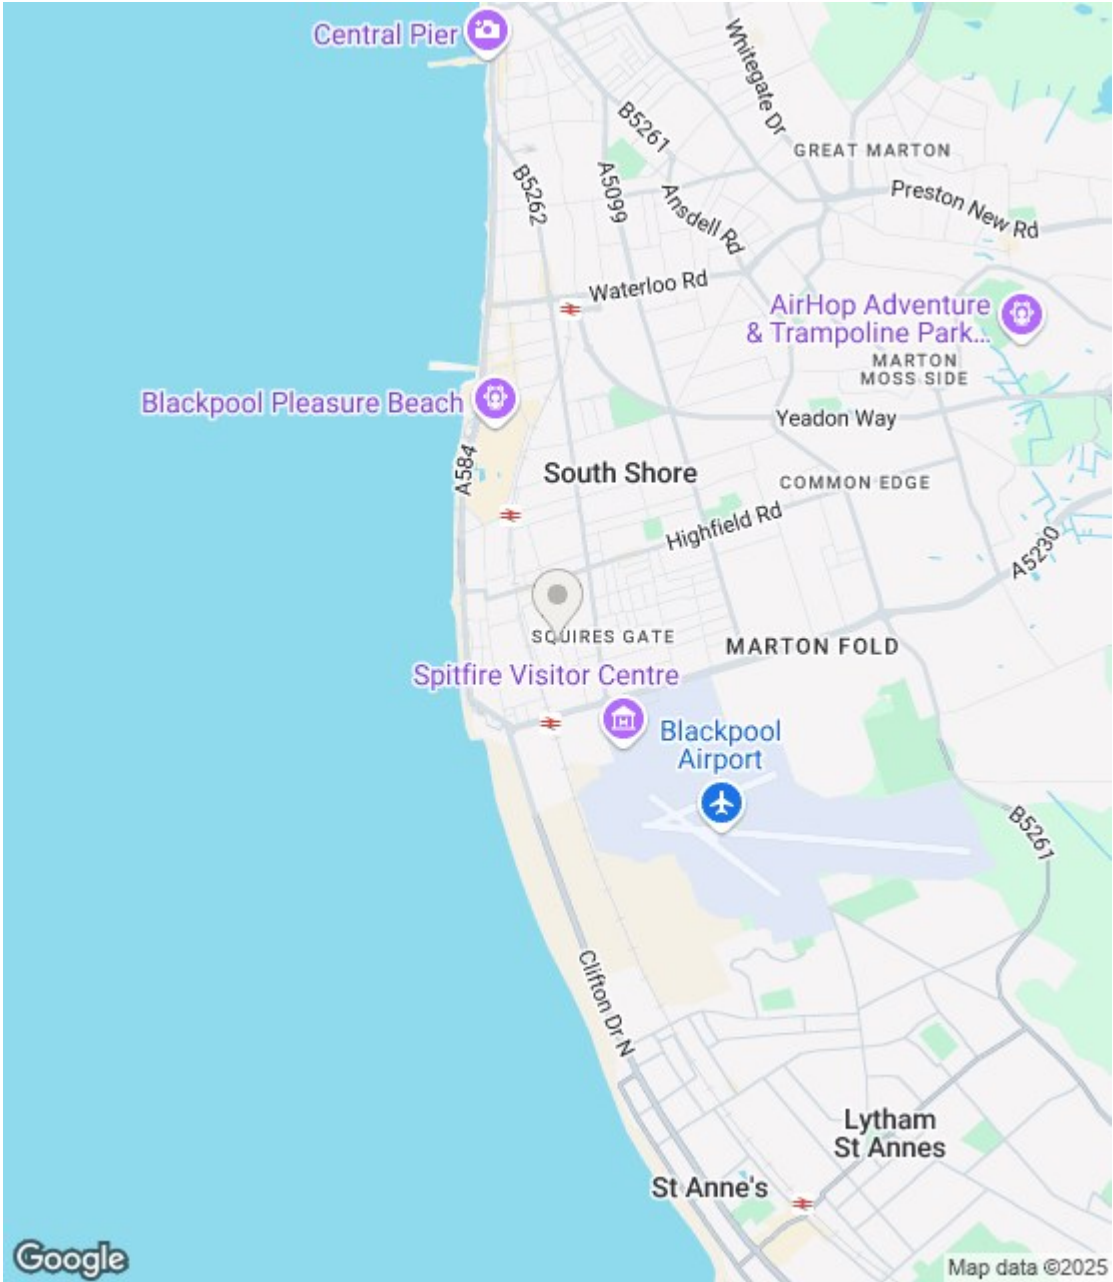 Central Pier
Whitegate Dr
B5261
GREAT MARTON
B5262
A5099
Ansdell Rd
Preston New Rd
Waterloo Rd
AirHop Adventure
& Trampoline Park...
MARTON
MOSS SIDE
Blackpool Pleasure Beach
Yeadon Way
A584
South Shore
COMMON EDGE
Highfield Rd
A5230
SQUIRES GATE
MARTON FOLD
Spitfire Visitor Centre
Blackpool
Airport
B5261
Clifton Dr N
Lytham
St Annes
St Anne's
Google
Map data ©2025